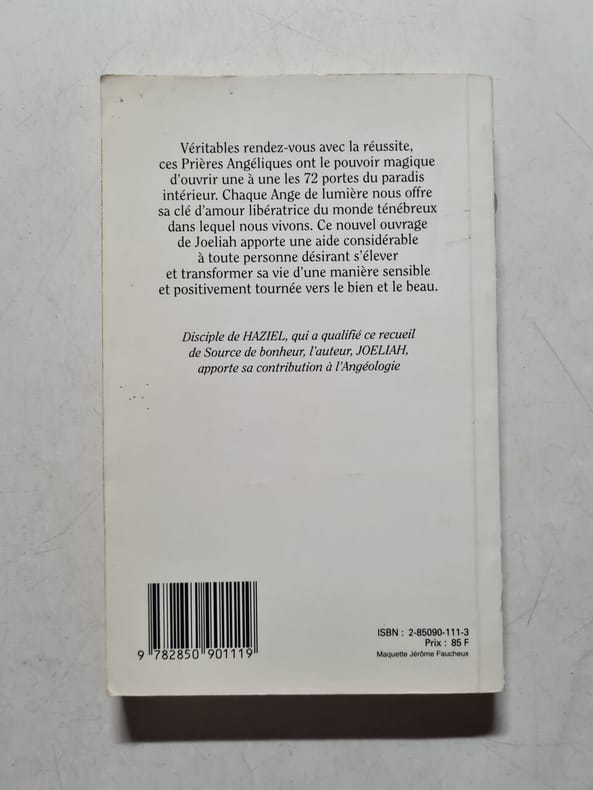 Véritables rendez-vous avec la réussite,
ces Prières Angéliques ont le pouvoir magique
d'ouvrir une à une les 72 portes du paradis
intérieur. Chaque Ange de lumière nous offre
sa clé d'amour libératrice du monde ténébreux
dans lequel nous vivons. Ce nouvel ouvrage
de Joeliah apporte une aide considérable
à toute personne désirant s'élever
et transformer sa vie d'une manière sensible
et positivement tournée vers le bien et le beau.
Disciple de HAZIEL, qui a qualifié ce recueil
de Source de bonheur, l'auteur, JOELIAH,
apporte sa contribution à l'Angéologie
ISBN : 2-85090-111-3
Prix : 85 F
Maquette Jérôme Faucheux
9 782850 901119